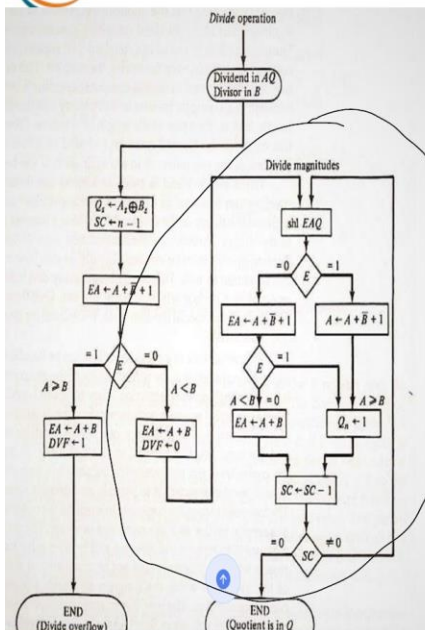 Divide operation
Dividend in AQ
Divisor in B
Divide magnitudes
Qₛ ← Aₛ ⊕ Bₛ
SC ← n − 1
shl EAQ
= 0
E
= 1
EA ← A + B̅ + 1
EA ← A + B̅ + 1
A ← A + B̅ + 1
= 1
E
= 0
E
= 1
A ≥ B
A < B
A < B
= 0
A ≥ B
EA ← A + B
DVF ← 1
EA ← A + B
DVF ← 0
EA ← A + B
Qₙ ← 1
SC ← SC − 1
= 0
SC
≠ 0
END
(Divide overflow)
END
(Quotient is in Q